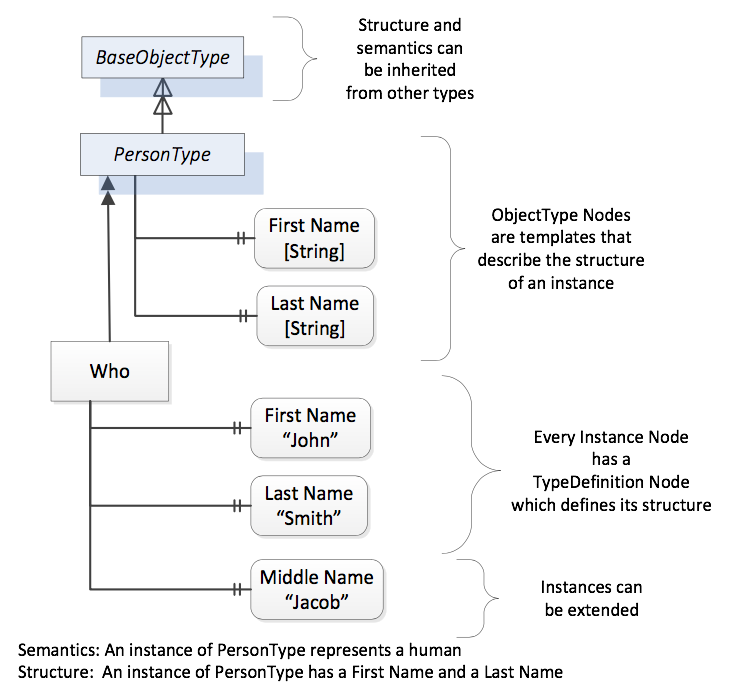 BaseObjectType
Structure and
semantics can
be inherited
from other types
PersonType
First Name
[String]
Last Name
[String]
ObjectType Nodes
are templates that
describe the structure
of an instance
Who
First Name
“John”
Last Name
“Smith”
Every Instance Node
has a
TypeDefinition Node
which defines its structure
Middle Name
“Jacob”
Instances can
be extended
Semantics: An instance of PersonType represents a human
Structure:  An instance of PersonType has a First Name and a Last Name